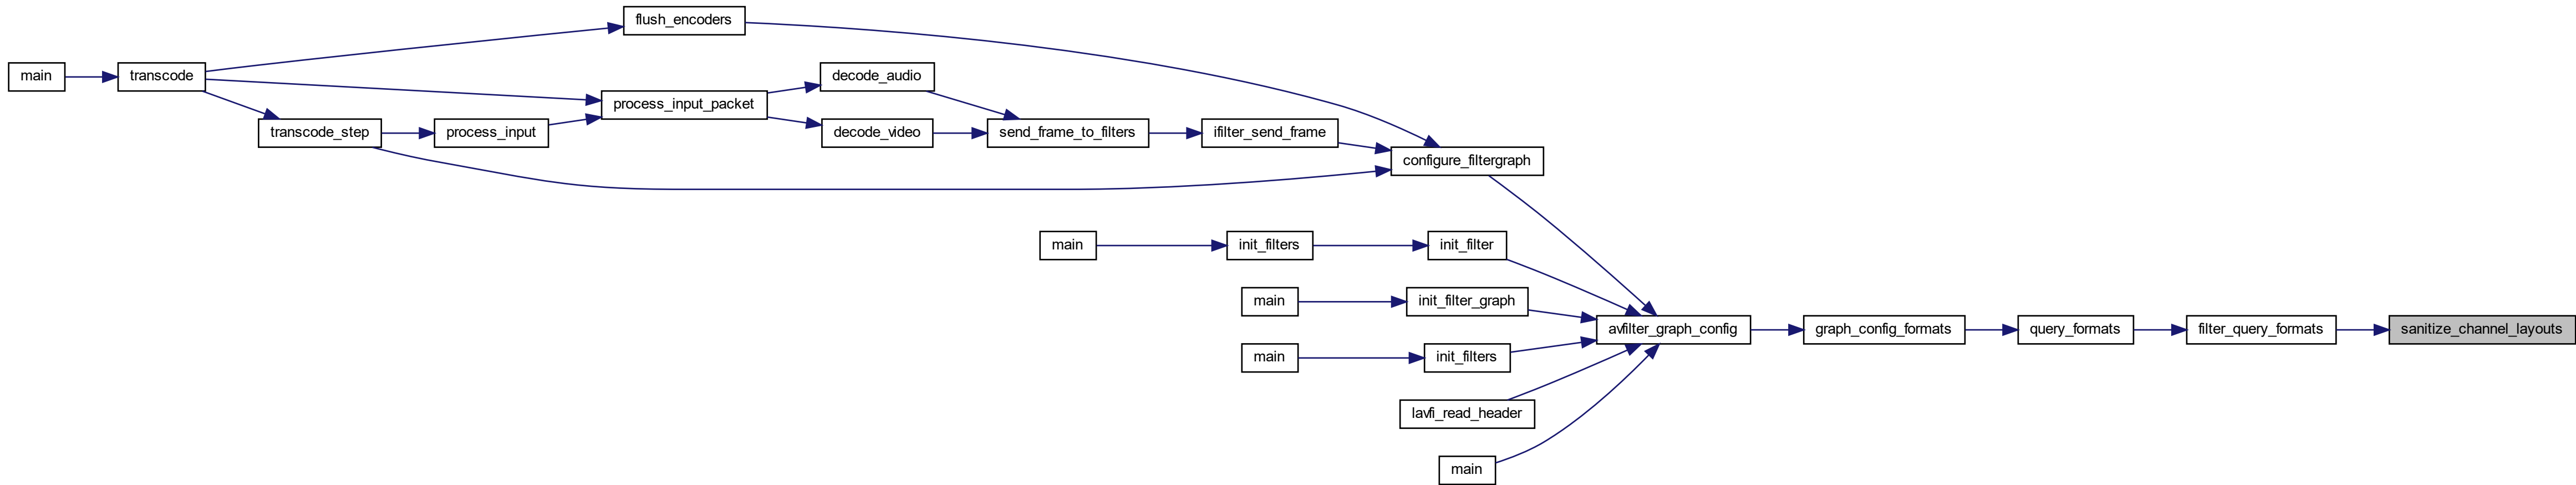 flush_encoders
main
transcode
decode_audio
process_input_packet
transcode_step
process_input
decode_video
send_frame_to_filters
ifilter_send_frame
configure_filtergraph
main
init_filters
init_filter
main
init_filter_graph
avfilter_graph_config
graph_config_formats
query_formats
filter_query_formats
sanitize_channel_layouts
main
init_filters
lavfi_read_header
main